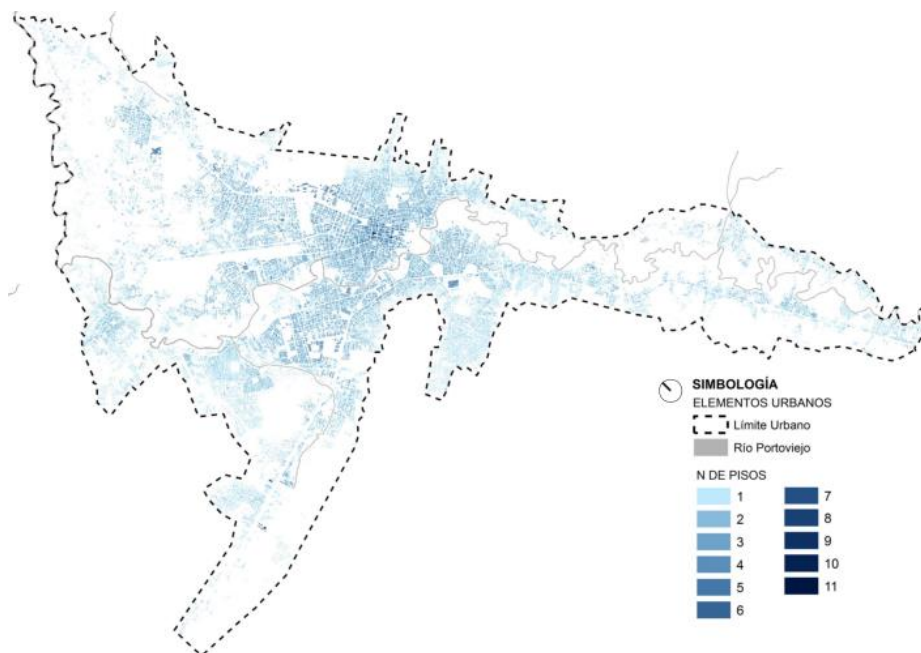 SIMBOLOGÍA
ELEMENTOS URBANOS
Límite Urbano
Río Portoviejo
N DE PISOS
1
2
3
4
5
6
7
8
9
10
11